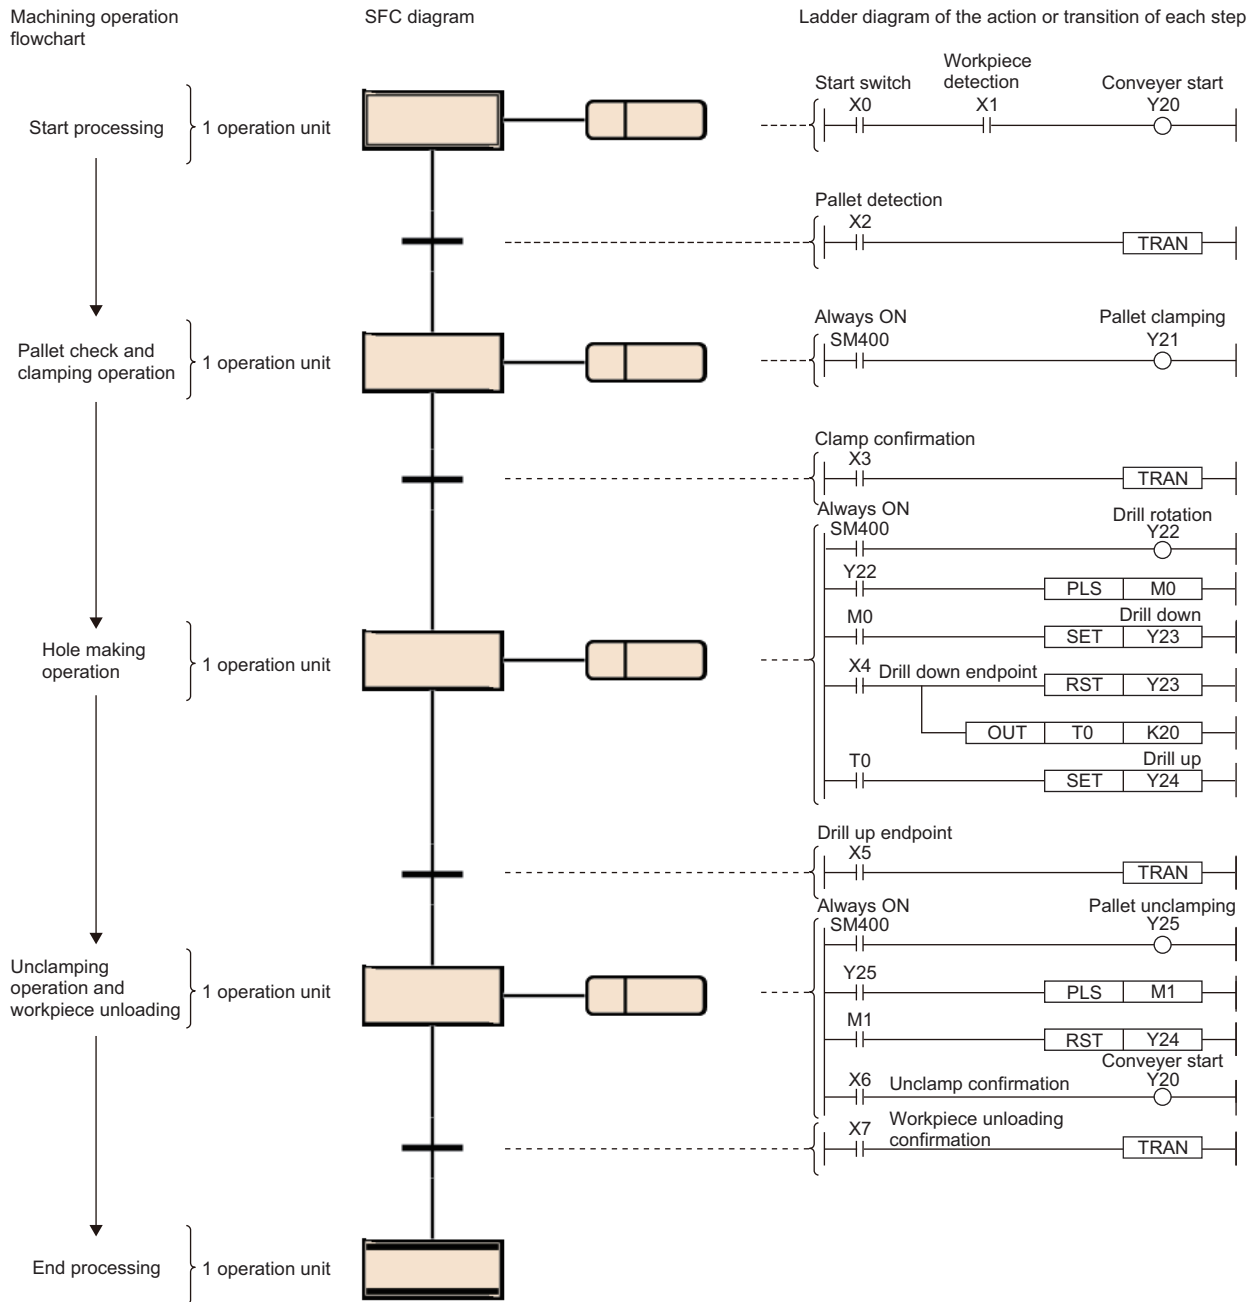 Machining operation
flowchart
SFC diagram
Ladder diagram of the action or transition of each step
Start processing
1 operation unit
Start switch
Workpiece
detection
Conveyer start
X0
X1
Y20
Pallet detection
X2
TRAN
Pallet check and
clamping operation
1 operation unit
Always ON
Pallet clamping
SM400
Y21
Clamp confirmation
X3
TRAN
Hole making
operation
1 operation unit
Always ON
Drill rotation
SM400
Y22
Y22
PLS M0
M0
Drill down
SET Y23
X4
Drill down endpoint
RST Y23
OUT T0 K20
T0
Drill up
SET Y24
Drill up endpoint
X5
TRAN
Unclamping
operation and
workpiece unloading
1 operation unit
Always ON
Pallet unclamping
SM400
Y25
Y25
PLS M1
M1
RST Y24
Conveyer start
X6
Unclamp confirmation
Y20
X7
Workpiece unloading
confirmation
TRAN
End processing
1 operation unit